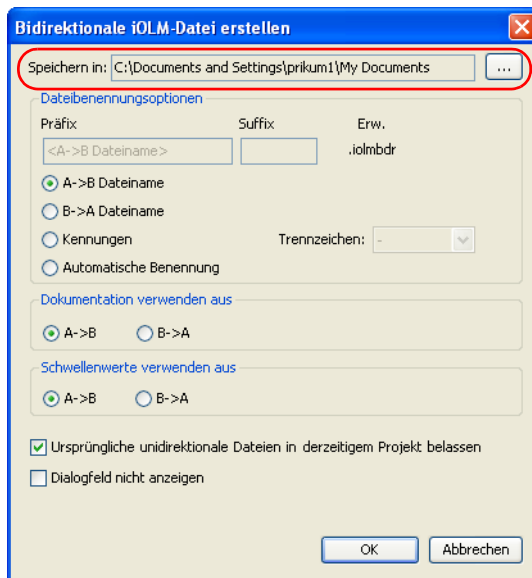 Bidirektionale iOLM-Datei erstellen
Speichern in: C:\Documents and Settings\prikum1\My Documents ...
Dateibenennungsoptionen
Präfix Suffix Erw.
<A->B Dateiname> .iolmbdr
A->B Dateiname
B->A Dateiname
Kennungen Trennzeichen: -
Automatische Benennung
Dokumentation verwenden aus
A->B B->A
Schwellenwerte verwenden aus
A->B B->A
Ursprüngliche unidirektionale Dateien in derzeitigem Projekt belassen
Dialogfeld nicht anzeigen
OK Abbrechen